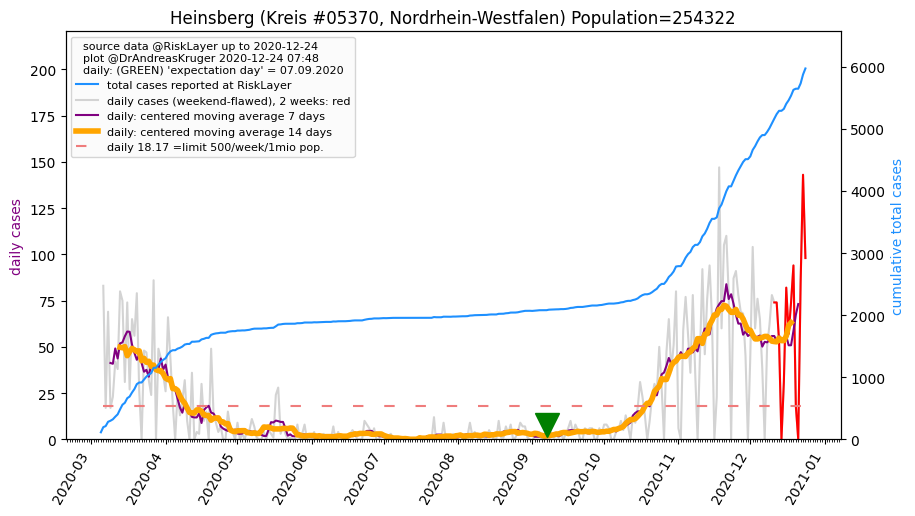 Heinsberg (Kreis #05370, Nordrhein-Westfalen) Population=254322
source data @RiskLayer up to 2020-12-24
plot @DrAndreasKruger 2020-12-24 07:48
daily: (GREEN) 'expectation day' = 07.09.2020
total cases reported at RiskLayer
daily cases (weekend-flawed), 2 weeks: red
daily: centered moving average 7 days
daily: centered moving average 14 days
daily 18.17 =limit 500/week/1mio pop.
daily cases
200
175
150
125
100
75
50
25
0
cumulative total cases
6000
5000
4000
3000
2000
1000
0
2020-03
2020-04
2020-05
2020-06
2020-07
2020-08
2020-09
2020-10
2020-11
2020-12
2021-01